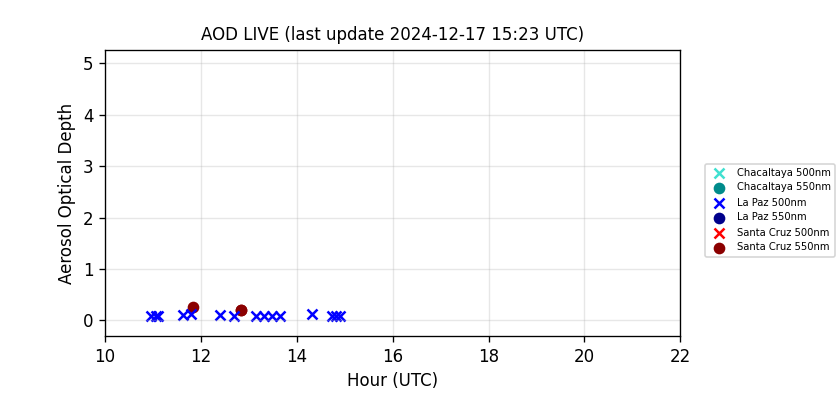 AOD LIVE (last update 2024-12-17 15:23 UTC)
5
4
3
2
1
0
Aerosol Optical Depth
10 12 14 16 18 20 22
Hour (UTC)
Chacaltaya 500nm
Chacaltaya 550nm
La Paz 500nm
La Paz 550nm
Santa Cruz 500nm
Santa Cruz 550nm